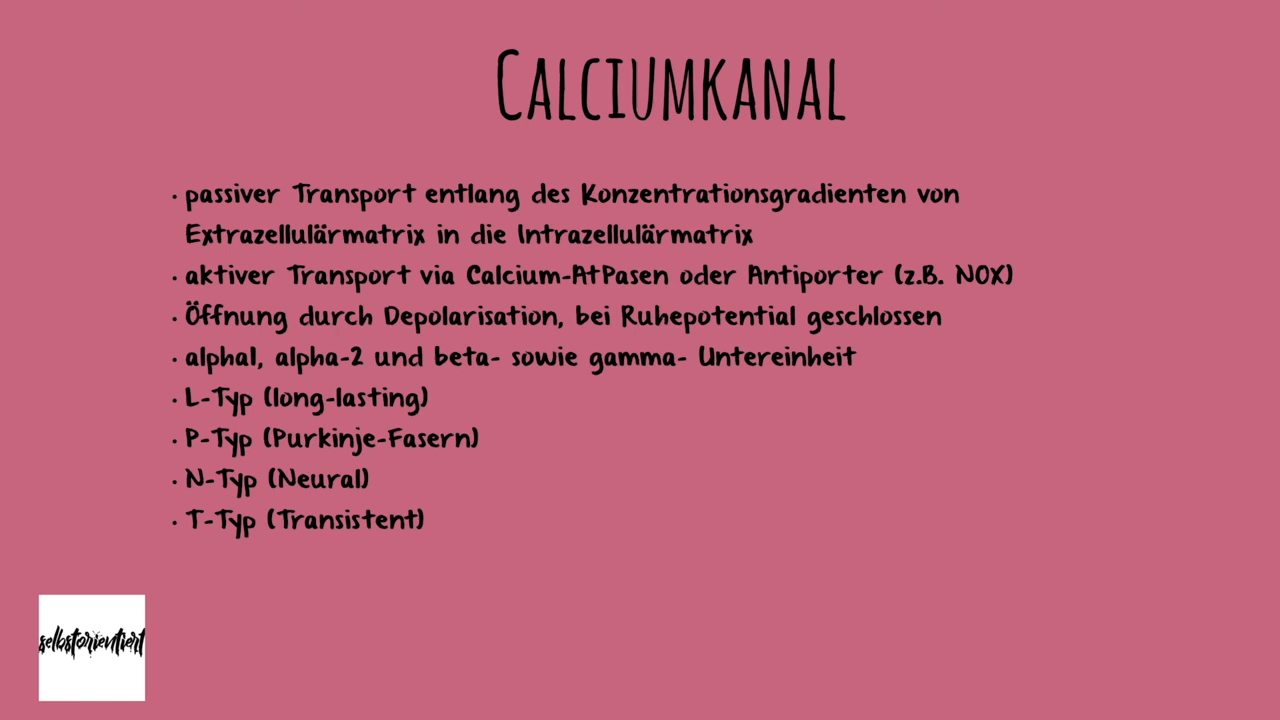 Calciumkanal
· passiver Transport entlang des Konzentrationsgradienten von
Extrazellulärmatrix in die Intrazellulärmatrix
· aktiver Transport via Calcium-AtPasen oder Antiporter (z.B. NOX)
· Öffnung durch Depolarisation, bei Ruhepotential geschlossen
· alpha1, alpha-2 und beta- sowie gamma- Untereinheit
· L-Typ (long-lasting)
· P-Typ (Purkinje-Fasern)
· N-Typ (Neural)
· T-Typ (Transistent)
selbstorientiert